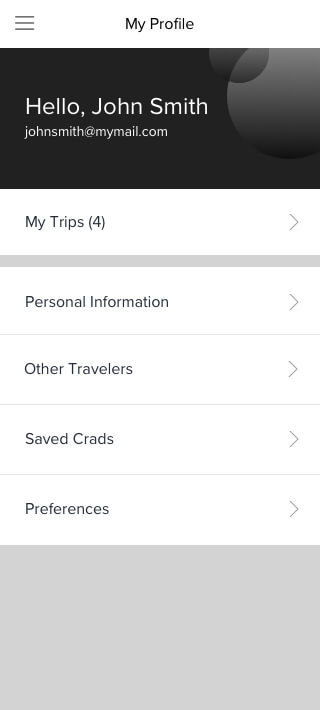 My Profile
Hello, John Smith
johnsmith@mymail.com
My Trips (4)
Personal Information
Other Travelers
Saved Crads
Preferences